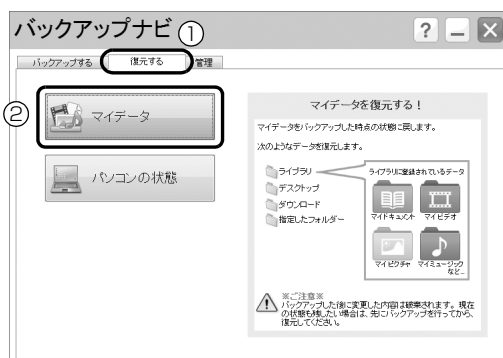 バックアップナビ
①
? － ×
バックアップする 復元する 管理
②
マイデータ
パソコンの状態
マイデータを復元する！
マイデータをバックアップした時点の状態に戻します。
次のようなデータを復元します。
ライブラリ
デスクトップ
ダウンロード
指定したフォルダー
ライブラリに登録されているデータ
マイドキュメント マイビデオ
マイピクチャ マイミュージック
など…
※ご注意※
バックアップした後に変更した内容は破棄されます。現在
の状態も残したい場合は、先にバックアップを行ってから、
復元してください。